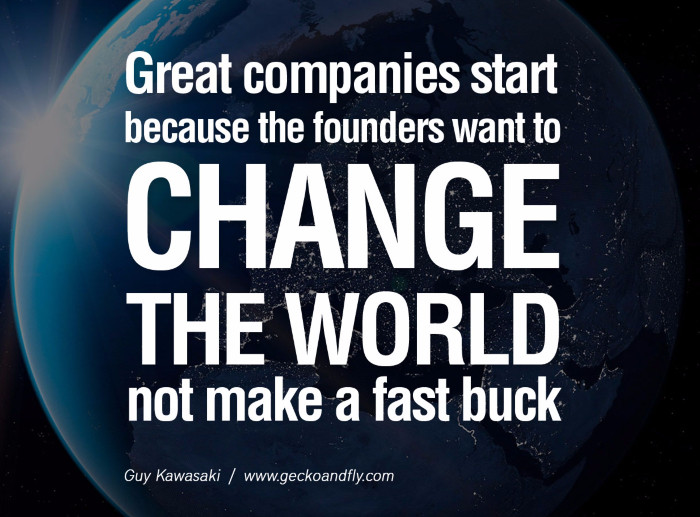 Great companies start
because the founders want to
CHANGE
THE WORLD
not make a fast buck
Guy Kawasaki / www.geckoandfly.com